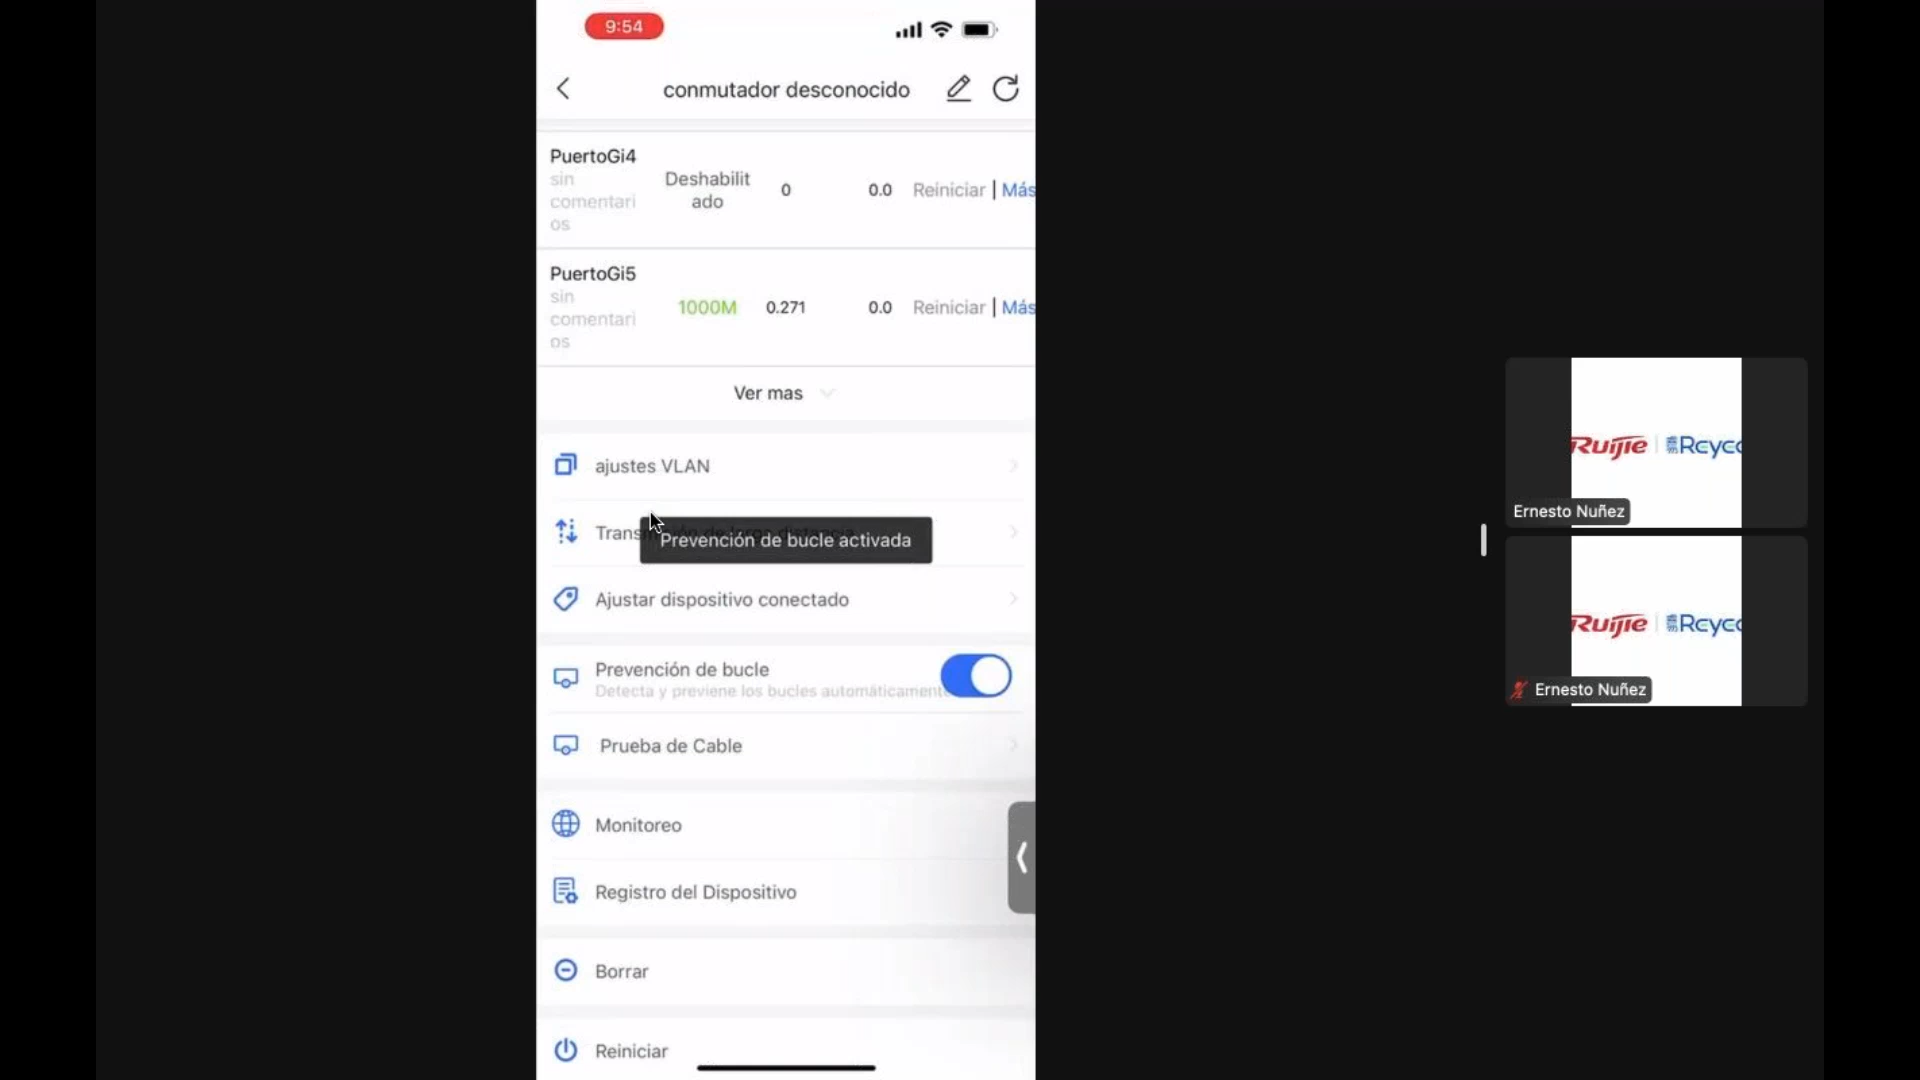 9:54
conmutador desconocido
PuertoGi4
sin
comentari
os
Deshabilit
ado
0
0.0
Reiniciar | Más
PuertoGi5
sin
comentari
os
1000M
0.271
0.0
Reiniciar | Más
Ver mas
ajustes VLAN
Prevención de bucle activada
Ajustar dispositivo conectado
Prevención de bucle
Detecta y previene los bucles automáticament
Prueba de Cable
Monitoreo
Registro del Dispositivo
Borrar
Reiniciar
Ruijie | Reyc
Ernesto Nuñez
Ruijie | Reyc
Ernesto Nuñez